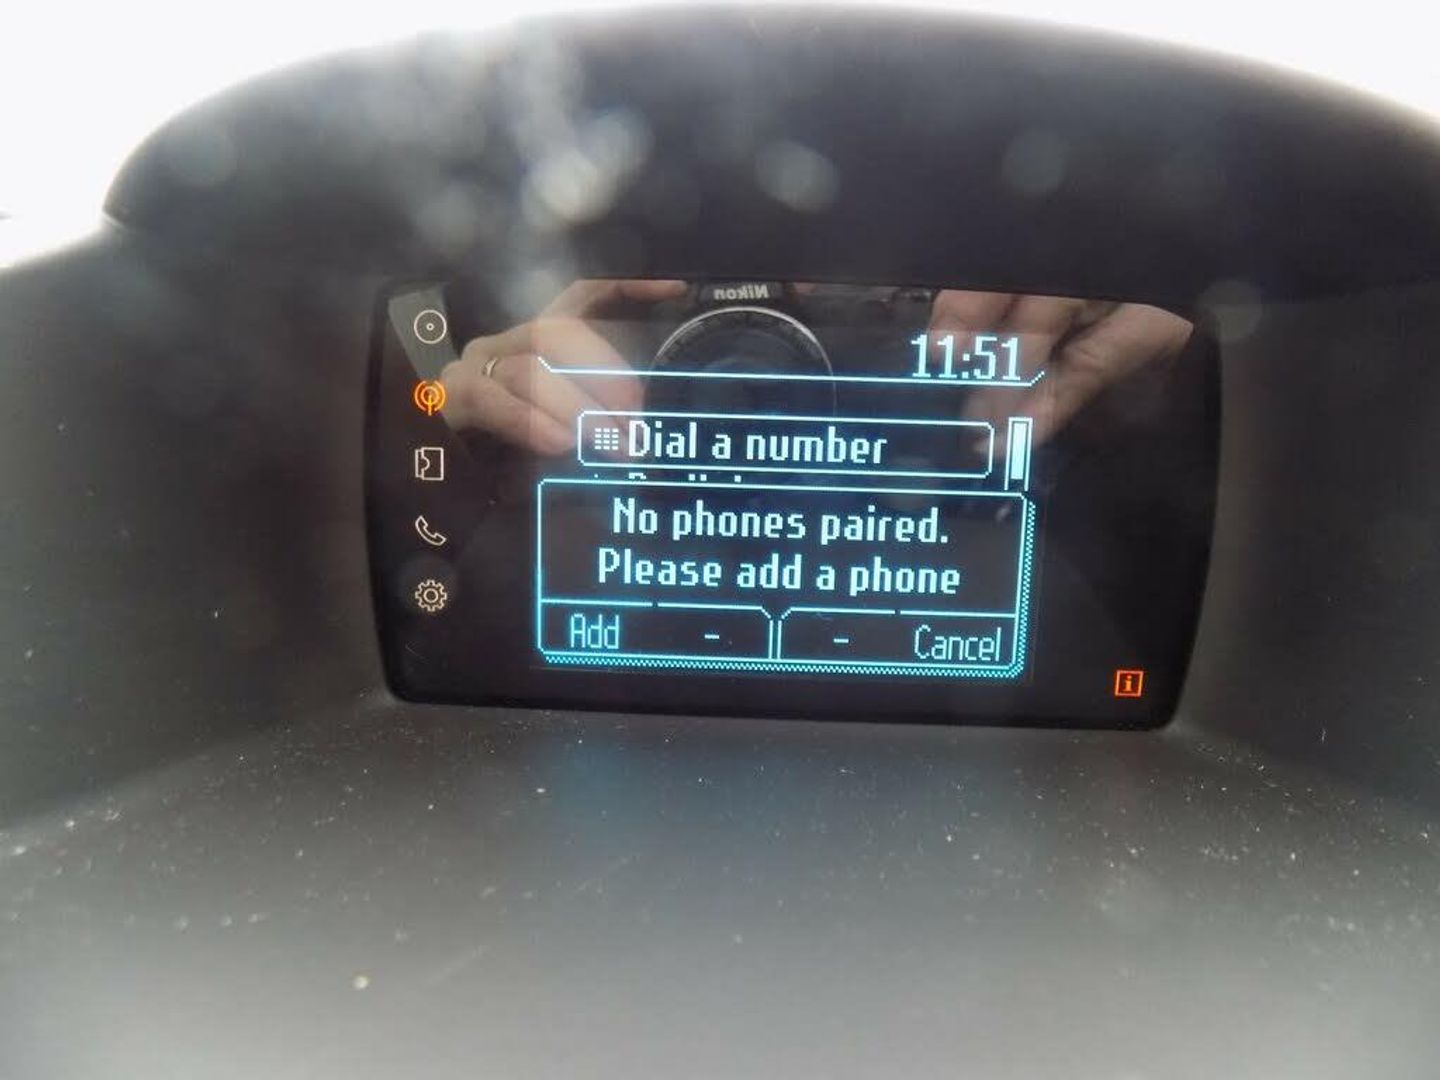 Nikon
11:51
Dial a number
No phones paired.
Please add a phone
Add - - Cancel
i